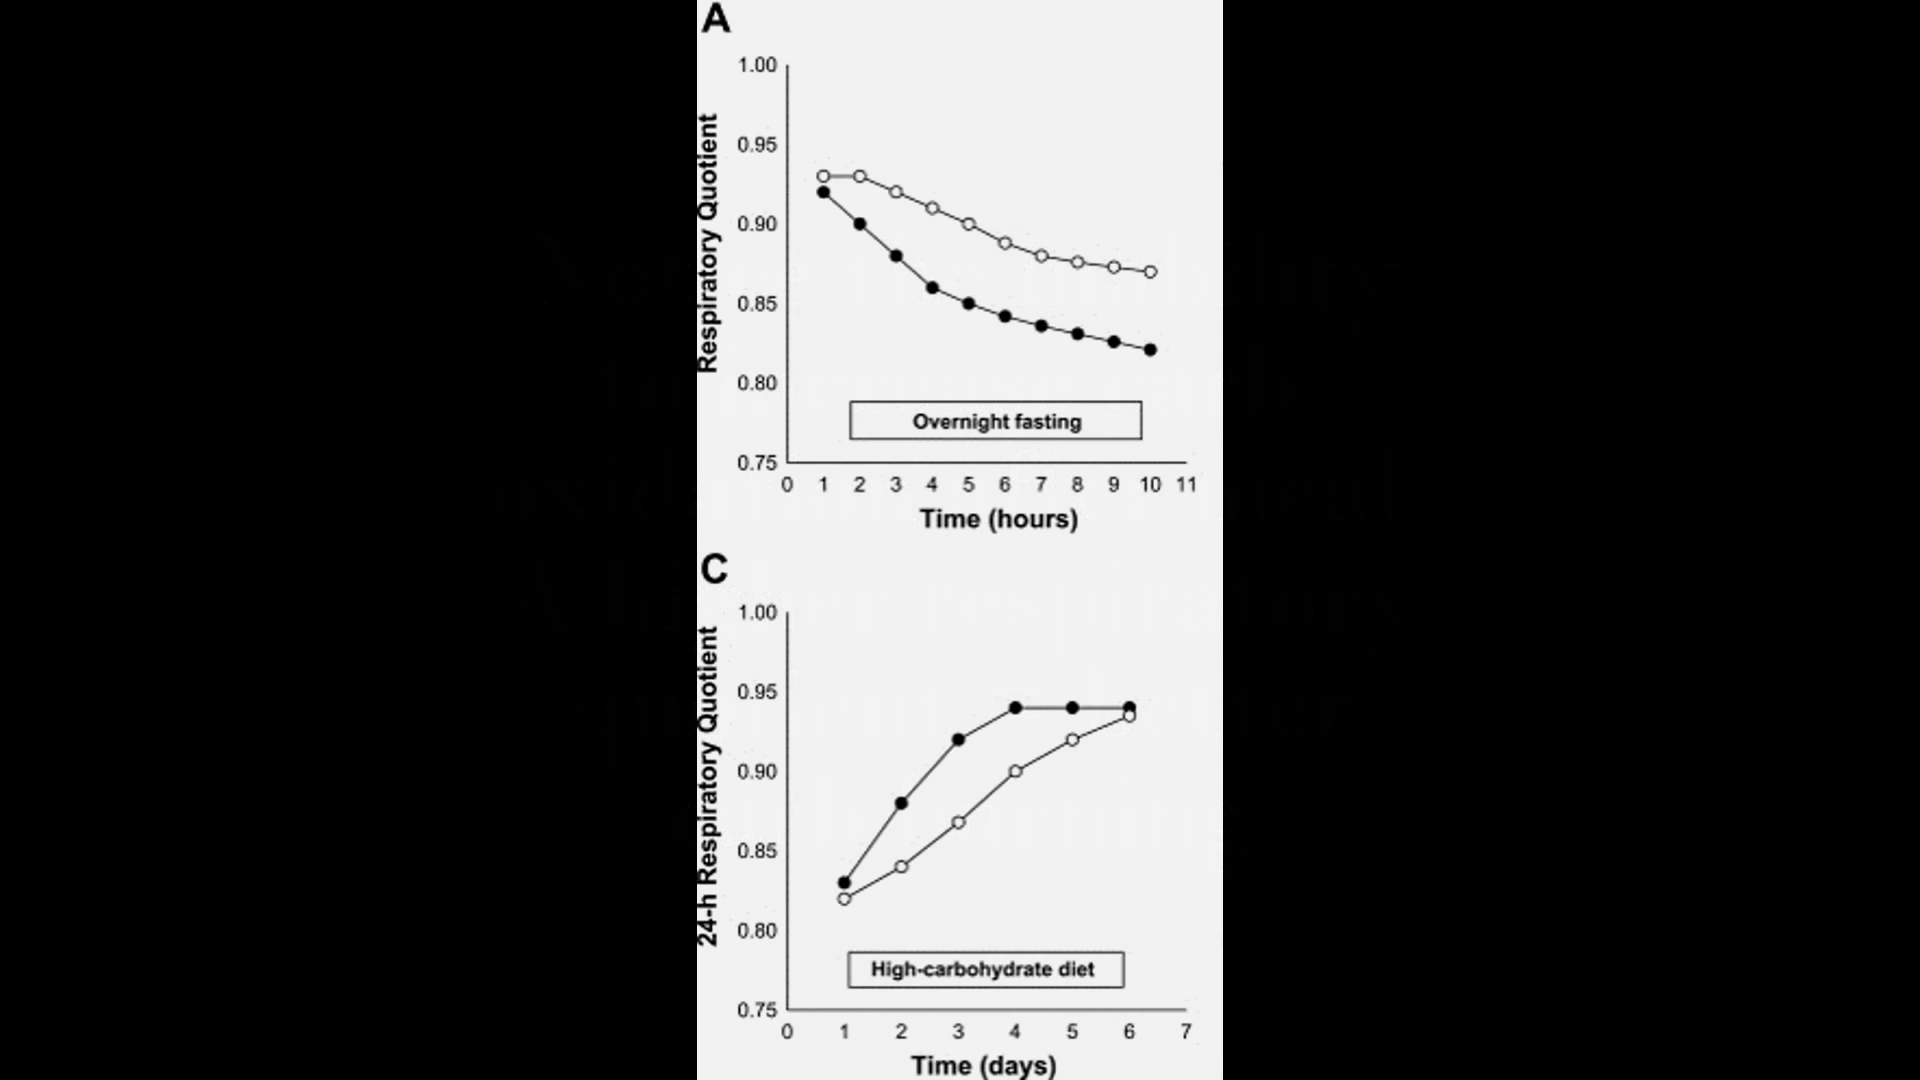 A
1.00
0.95
0.90
0.85
0.80
0.75
Respiratory Quotient
Overnight fasting
0 1 2 3 4 5 6 7 8 9 10 11
Time (hours)
C
1.00
0.95
0.90
0.85
0.80
0.75
24-h Respiratory Quotient
High-carbohydrate diet
0 1 2 3 4 5 6 7
Time (days)